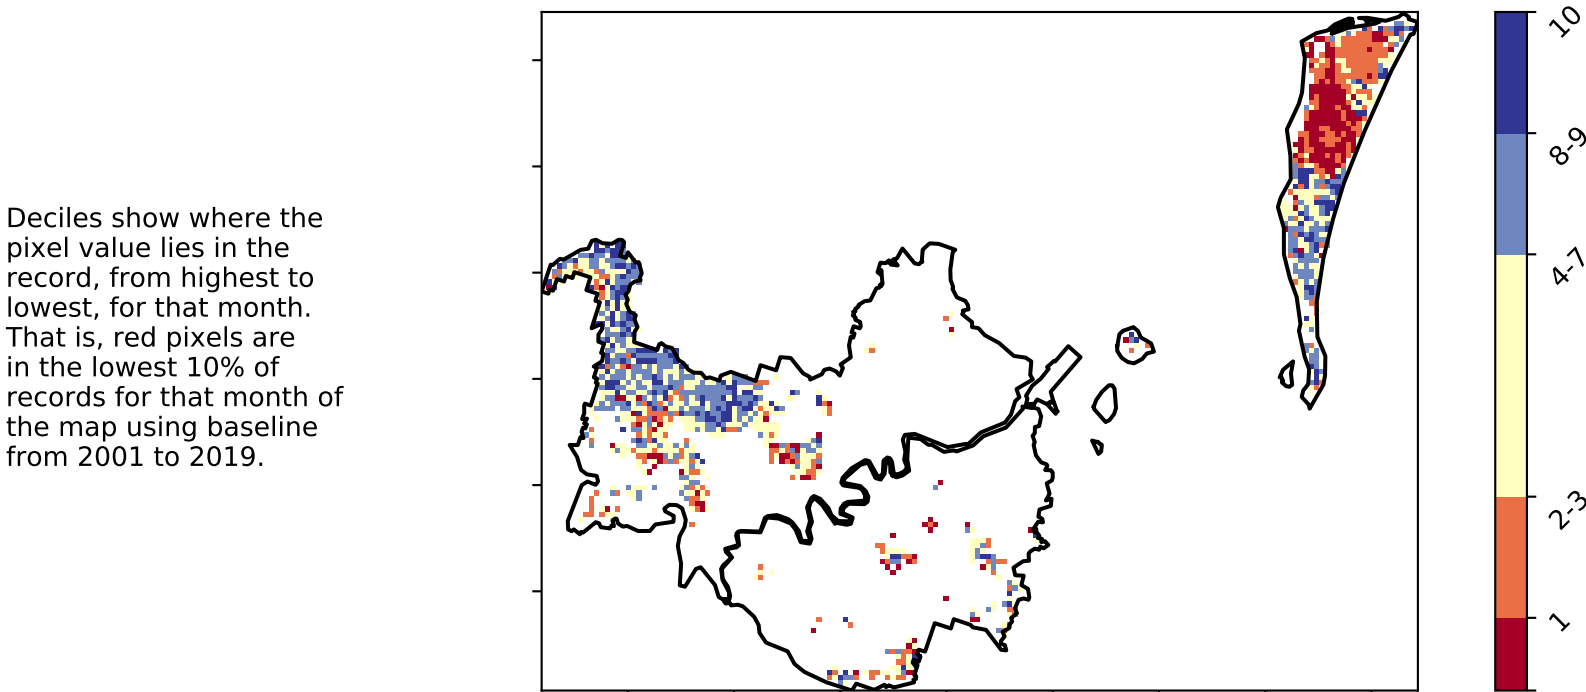 Deciles show where the
pixel value lies in the
record, from highest to
lowest, for that month.
That is, red pixels are
in the lowest 10% of
records for that month of
the map using baseline
from 2001 to 2019.
10
8-9
4-7
2-3
1